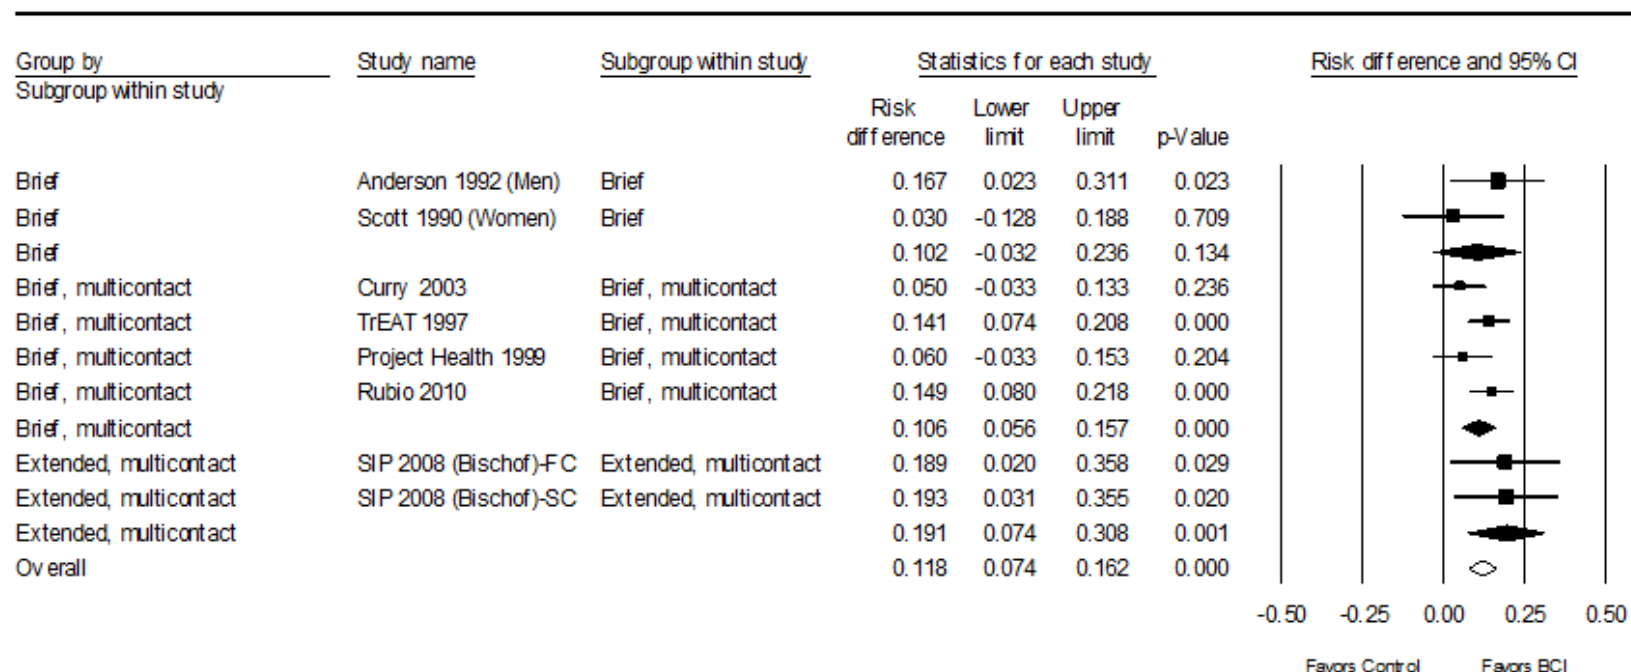 Group by Study name Subgroup within study Statistics for each study Risk difference and 95% CI
Subgroup within study
Risk Lower Upper
difference limit limit p-Value
Brief Anderson 1992 (Men) Brief 0.167 0.023 0.311 0.023
Brief Scott 1990 (Women) Brief 0.030 -0.128 0.188 0.709
Brief 0.102 -0.032 0.236 0.134
Brief, multicontact Curry 2003 Brief, multicontact 0.050 -0.033 0.133 0.236
Brief, multicontact TrEAT 1997 Brief, multicontact 0.141 0.074 0.208 0.000
Brief, multicontact Project Health 1999 Brief, multicontact 0.060 -0.033 0.153 0.204
Brief, multicontact Rubio 2010 Brief, multicontact 0.149 0.080 0.218 0.000
Brief, multicontact 0.106 0.056 0.157 0.000
Extended, multicontact SIP 2008 (Bischof)-FC Extended, multicontact 0.189 0.020 0.358 0.029
Extended, multicontact SIP 2008 (Bischof)-SC Extended, multicontact 0.193 0.031 0.355 0.020
Extended, multicontact 0.191 0.074 0.308 0.001
Overall 0.118 0.074 0.162 0.000
-0.50 -0.25 0.00 0.25 0.50
Favors Control Favors BCI